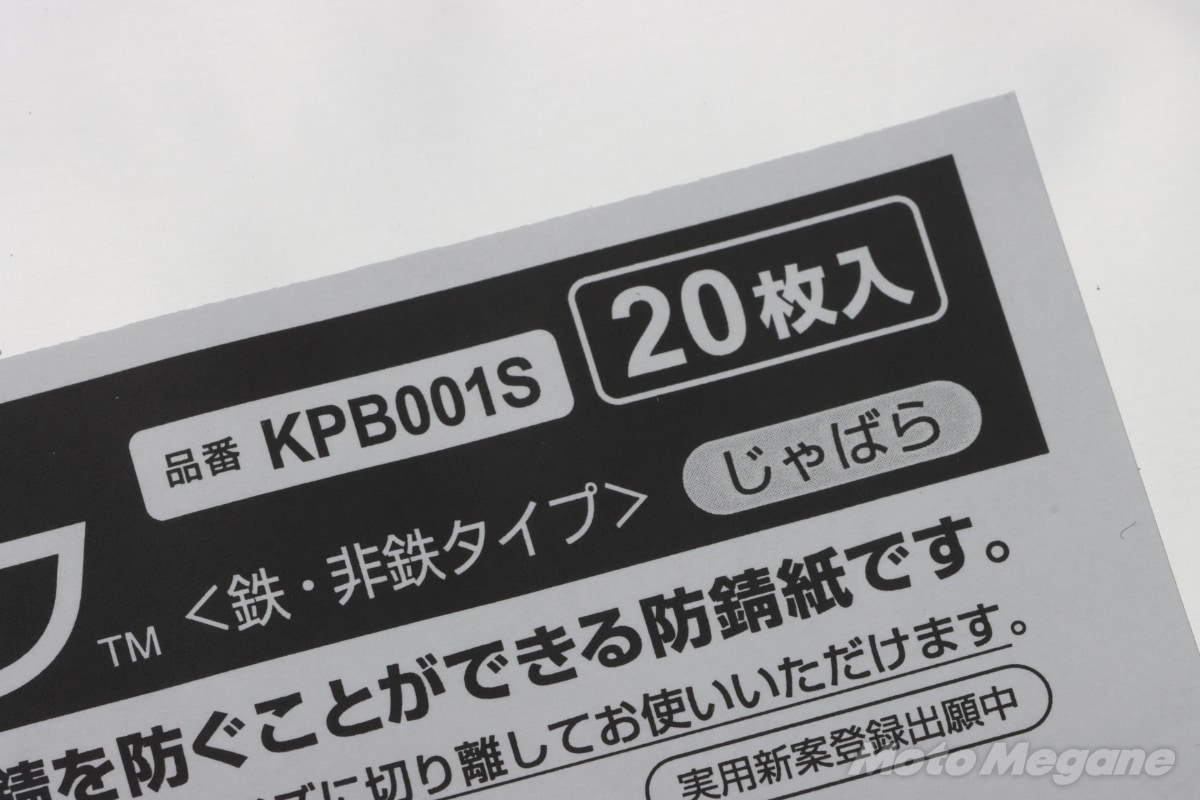 20枚入
品番 KPB001S
じゃばら
TM <鉄・非鉄タイプ>
錆を防ぐことができる防錆紙です。
ズに切り離してお使いいただけます。
実用新案登録出願中
Moto Megane